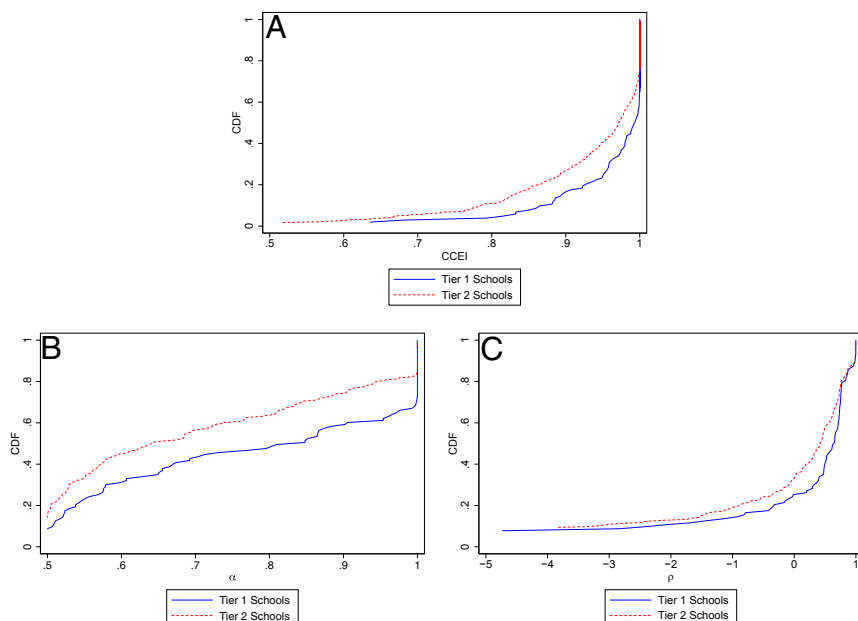 A
CDF
0 .2 .4 .6 .8 1
.5 .6 .7 .8 .9 1
CCEI
Tier 1 Schools
Tier 2 Schools
B
CDF
0 .2 .4 .6 .8 1
.5 .6 .7 .8 .9 1
α
Tier 1 Schools
Tier 2 Schools
C
CDF
0 .2 .4 .6 .8 1
−5 −4 −3 −2 −1 0 1
ρ
Tier 1 Schools
Tier 2 Schools